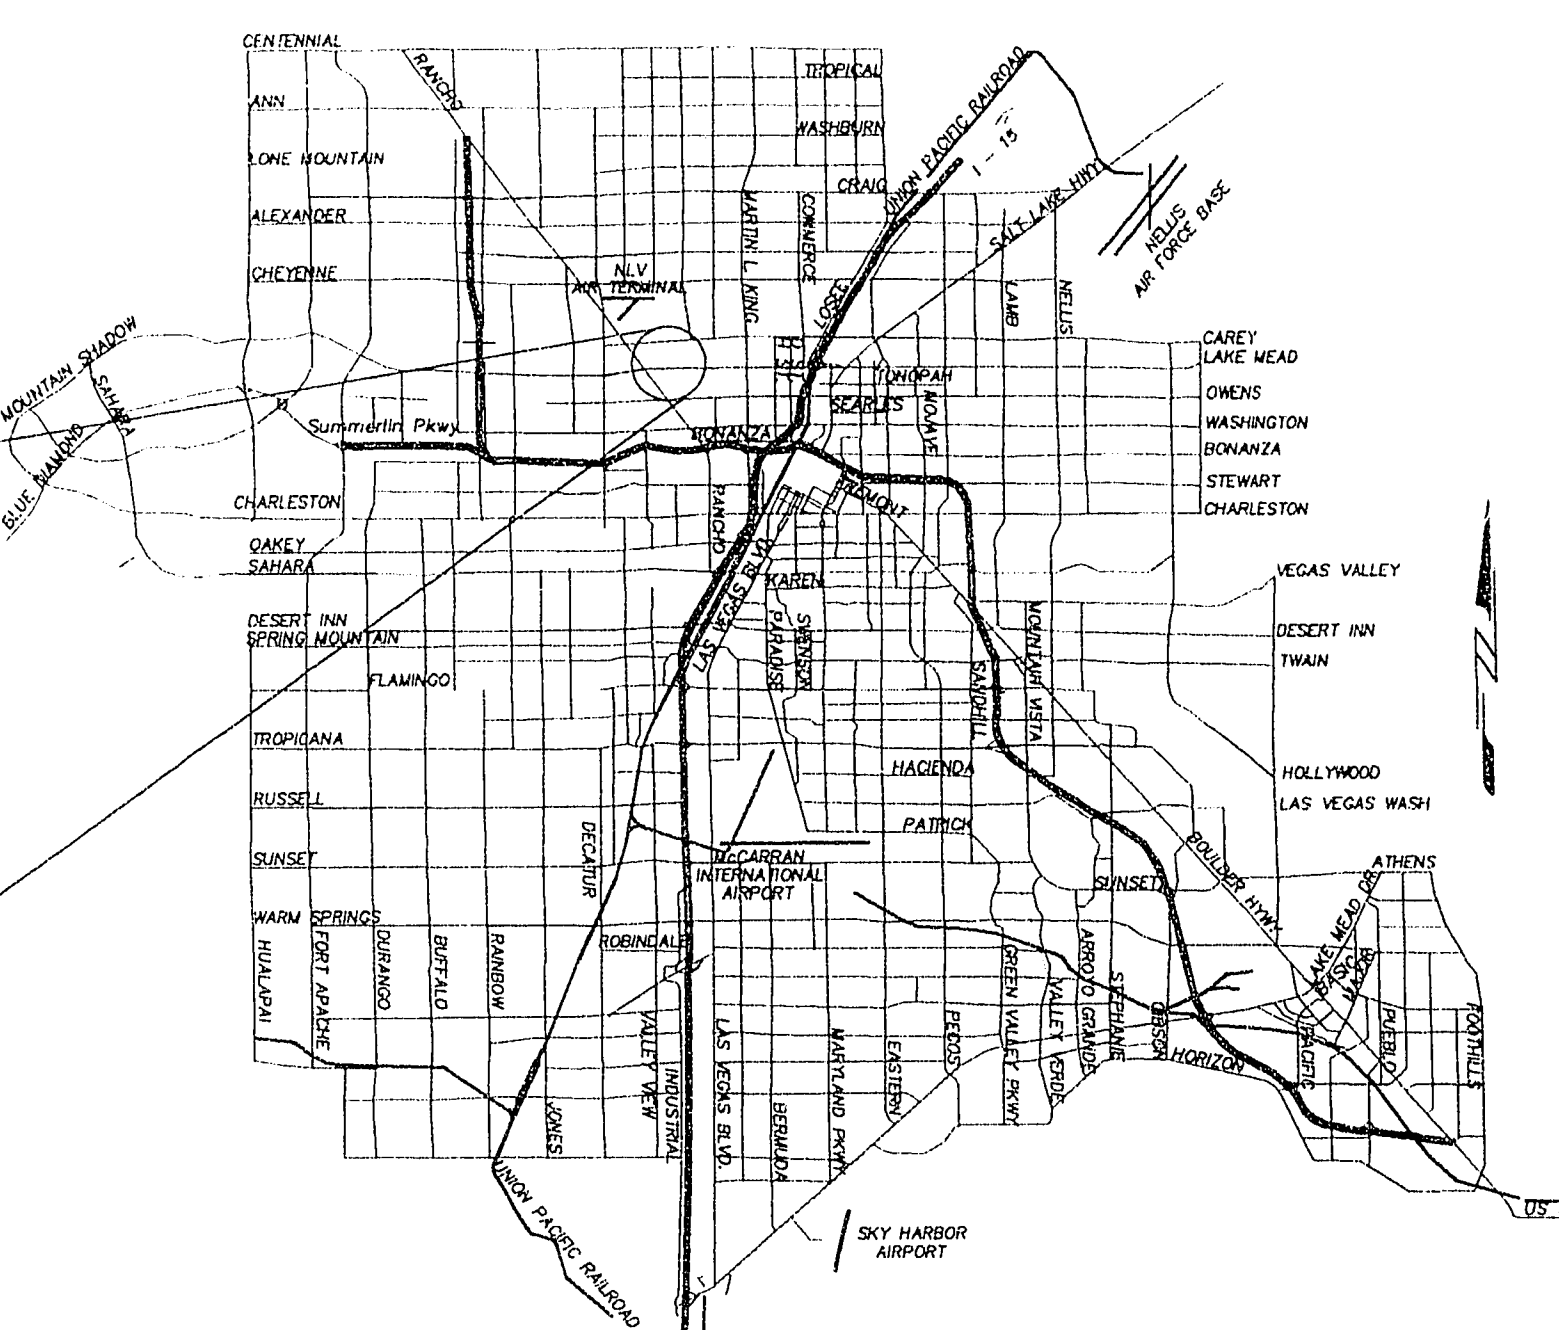 CENTENNIAL
RANCHO
TROPICAL
UNION PACIFIC RAILROAD
ANN
WASHBURN
I - 15
LONE MOUNTAIN
CRAIG
SALT LAKE HWY
ALEXANDER
MARTIN L. KING
COMMERCE
NELLIS
AIR FORCE BASE
CHEYENNE
NLV
AIR TERMINAL
LOSEE
LAMB
NELLIS
MOUNTAIN SHADOW
SAHARA
CAREY
LAKE MEAD
TONOPAH
OWENS
SEARLES
MOJAVE
WASHINGTON
Summerlin Pkwy
BONANZA
BONANZA
BLUE DIAMOND
STEWART
CHARLESTON
RANCHO
FREMONT
CHARLESTON
OAKEY
SAHARA
LAS VEGAS BLVD.
KAREN
VEGAS VALLEY
DESERT INN
SPRING MOUNTAIN
PARADISE
SWENSON
MOUNTAIN VISTA
DESERT INN
TWAIN
FLAMINGO
SANDHILL
TROPICANA
HACIENDA
HOLLYWOOD
RUSSELL
LAS VEGAS WASH
DECATUR
PATRICK
BOULDER HYWY
SUNSET
McCARRAN
INTERNATIONAL
AIRPORT
SUNSET
ATHENS
LAKE MEAD DR.
WARM SPRINGS
ROBINDALE
BASIC
HUALAPAI
FORT APACHE
DURANGO
BUFFALO
RAINBOW
GREEN VALLEY PKWY
VALLEY VERDE
ARROYO GRANDE
STEPHANIE
GIBSON
HORIZON
PACIFIC
PUEBLO
FOOTHILLS
JONES
VALLEY VIEW
INDUSTRIAL
LAS VEGAS BLVD.
BERMUDA
MARYLAND PKWY
EASTERN
PECOS
UNION PACIFIC RAILROAD
SKY HARBOR
AIRPORT
US